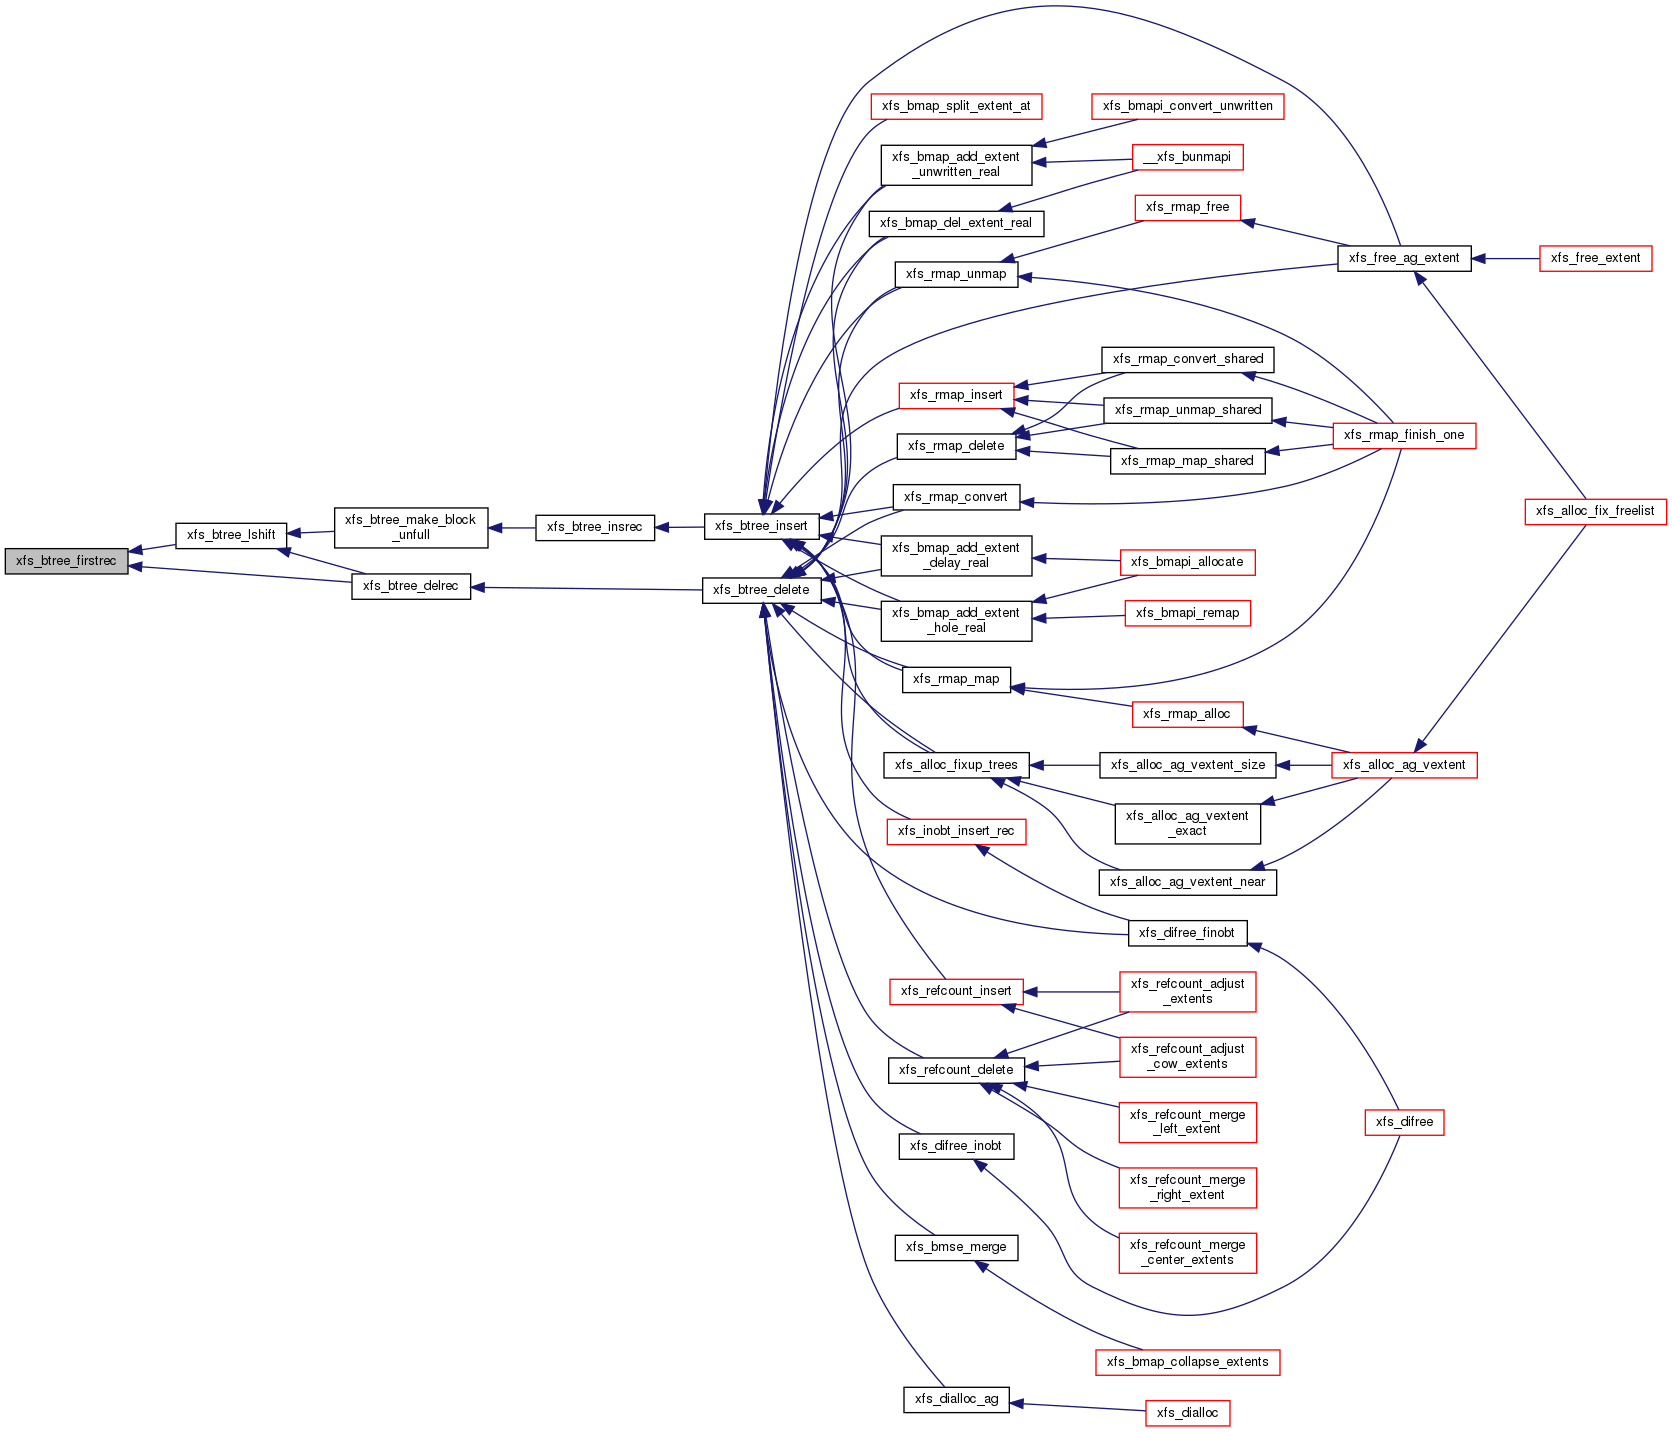 xfs_btree_firstrec
xfs_btree_lshift
xfs_btree_delrec
xfs_btree_make_block
_unfull
xfs_btree_insrec
xfs_btree_insert
xfs_btree_delete
xfs_bmap_split_extent_at
xfs_bmap_add_extent
_unwritten_real
xfs_bmap_del_extent_real
xfs_rmap_unmap
xfs_rmap_insert
xfs_rmap_delete
xfs_rmap_convert
xfs_bmap_add_extent
_delay_real
xfs_bmap_add_extent
_hole_real
xfs_rmap_map
xfs_alloc_fixup_trees
xfs_inobt_insert_rec
xfs_refcount_insert
xfs_refcount_delete
xfs_difree_inobt
xfs_bmse_merge
xfs_dialloc_ag
xfs_bmapi_convert_unwritten
__xfs_bunmapi
xfs_rmap_free
xfs_rmap_convert_shared
xfs_rmap_unmap_shared
xfs_rmap_map_shared
xfs_bmapi_allocate
xfs_bmapi_remap
xfs_rmap_alloc
xfs_alloc_ag_vextent_size
xfs_alloc_ag_vextent
_exact
xfs_alloc_ag_vextent_near
xfs_difree_finobt
xfs_refcount_adjust
_extents
xfs_refcount_adjust
_cow_extents
xfs_refcount_merge
_left_extent
xfs_refcount_merge
_right_extent
xfs_refcount_merge
_center_extents
xfs_bmap_collapse_extents
xfs_dialloc
xfs_free_ag_extent
xfs_rmap_finish_one
xfs_alloc_ag_vextent
xfs_difree
xfs_free_extent
xfs_alloc_fix_freelist